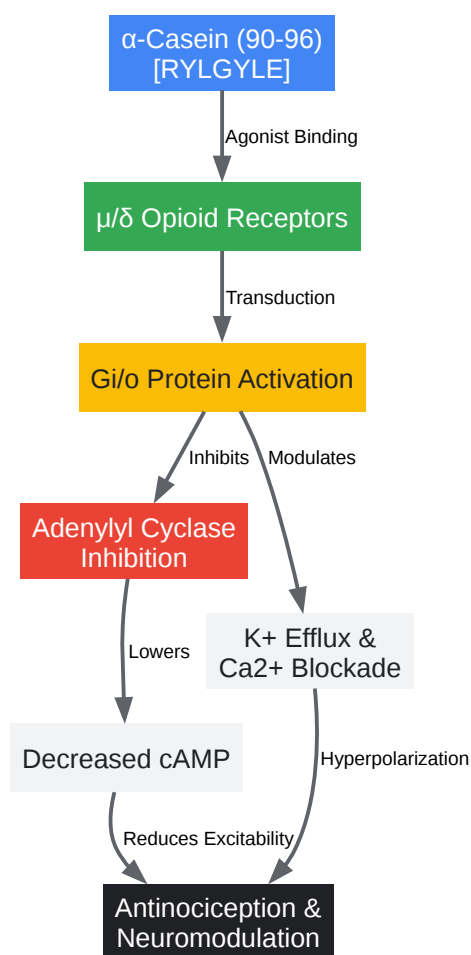 α-Casein (90-96)
[RYLGYLE]
Agonist Binding
μ/δ Opioid Receptors
Transduction
Gi/o Protein Activation
Inhibits
Modulates
Adenylyl Cyclase
Inhibition
K+ Efflux &
Ca2+ Blockade
Lowers
Decreased cAMP
Hyperpolarization
Reduces Excitability
Antinociception &
Neuromodulation